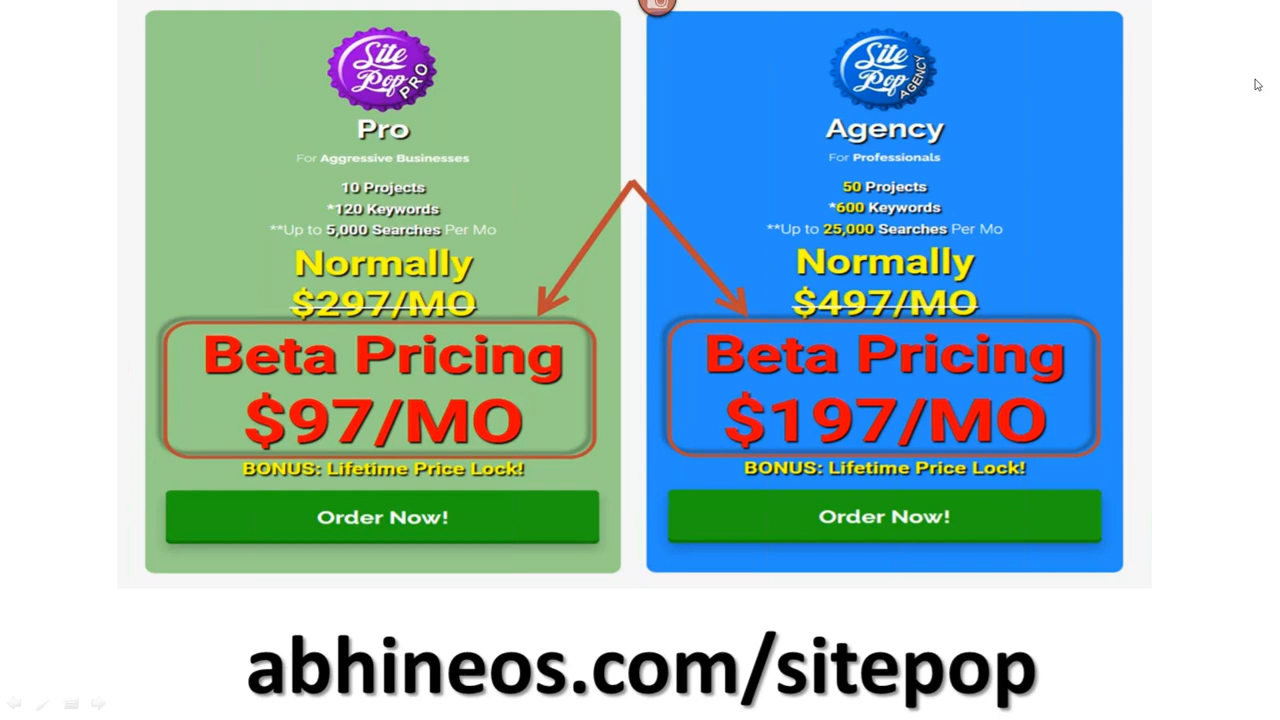 Site
Pop
PRO
Pro
For Aggressive Businesses
10 Projects
*120 Keywords
**Up to 5,000 Searches Per Mo
Normally
$297/MO
Beta Pricing
$97/MO
BONUS: Lifetime Price Lock!
Order Now!
Site
Pop
AGENCY
Agency
For Professionals
50 Projects
*600 Keywords
**Up to 25,000 Searches Per Mo
Normally
$497/MO
Beta Pricing
$197/MO
BONUS: Lifetime Price Lock!
Order Now!
abhineos.com/sitepop